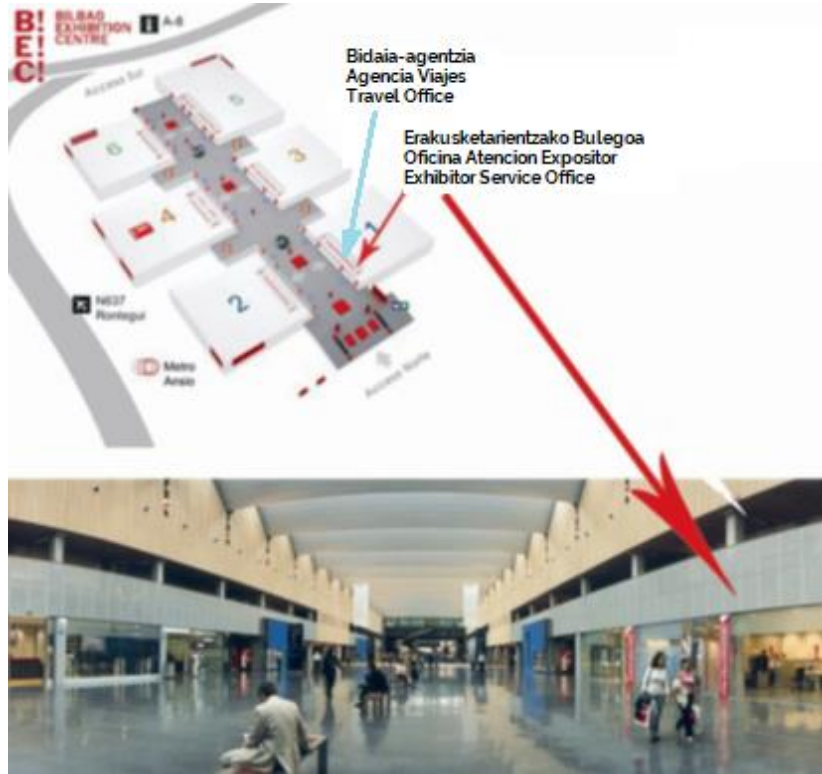 B!
E!
C!
BILBAO
EXHIBITION
CENTRE
A-8
Access Sur
Bidaia-agentzia
Agencia Viajes
Travel Office
Erakusketarientzako Bulegoa
Oficina Atencion Expositor
Exhibitor Service Office
5
3
6
1
4
2
N637
Rontegui
Metro
Ansio
Acceso Norte